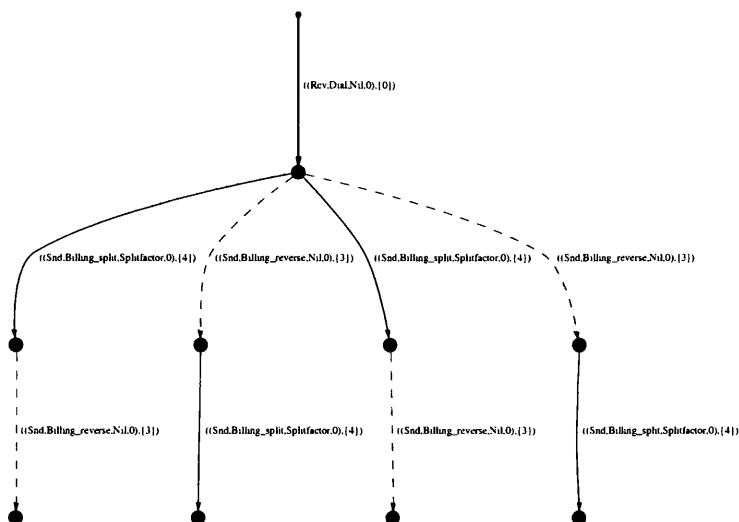 ((Rcv,Dial,Nil,0),{0})
((Snd,Billing_split,Splitfactor,0),{4})
((Snd,Billing_reverse,Nil,0),{3})
((Snd,Billing_split,Splitfactor,0),{4})
((Snd,Billing_reverse,Nil,0),{3})
((Snd,Billing_reverse,Nil,0),{3})
((Snd,Billing_split,Splitfactor,0),{4})
((Snd,Billing_reverse,Nil,0),{3})
((Snd,Billing_split,Splitfactor,0),{4})